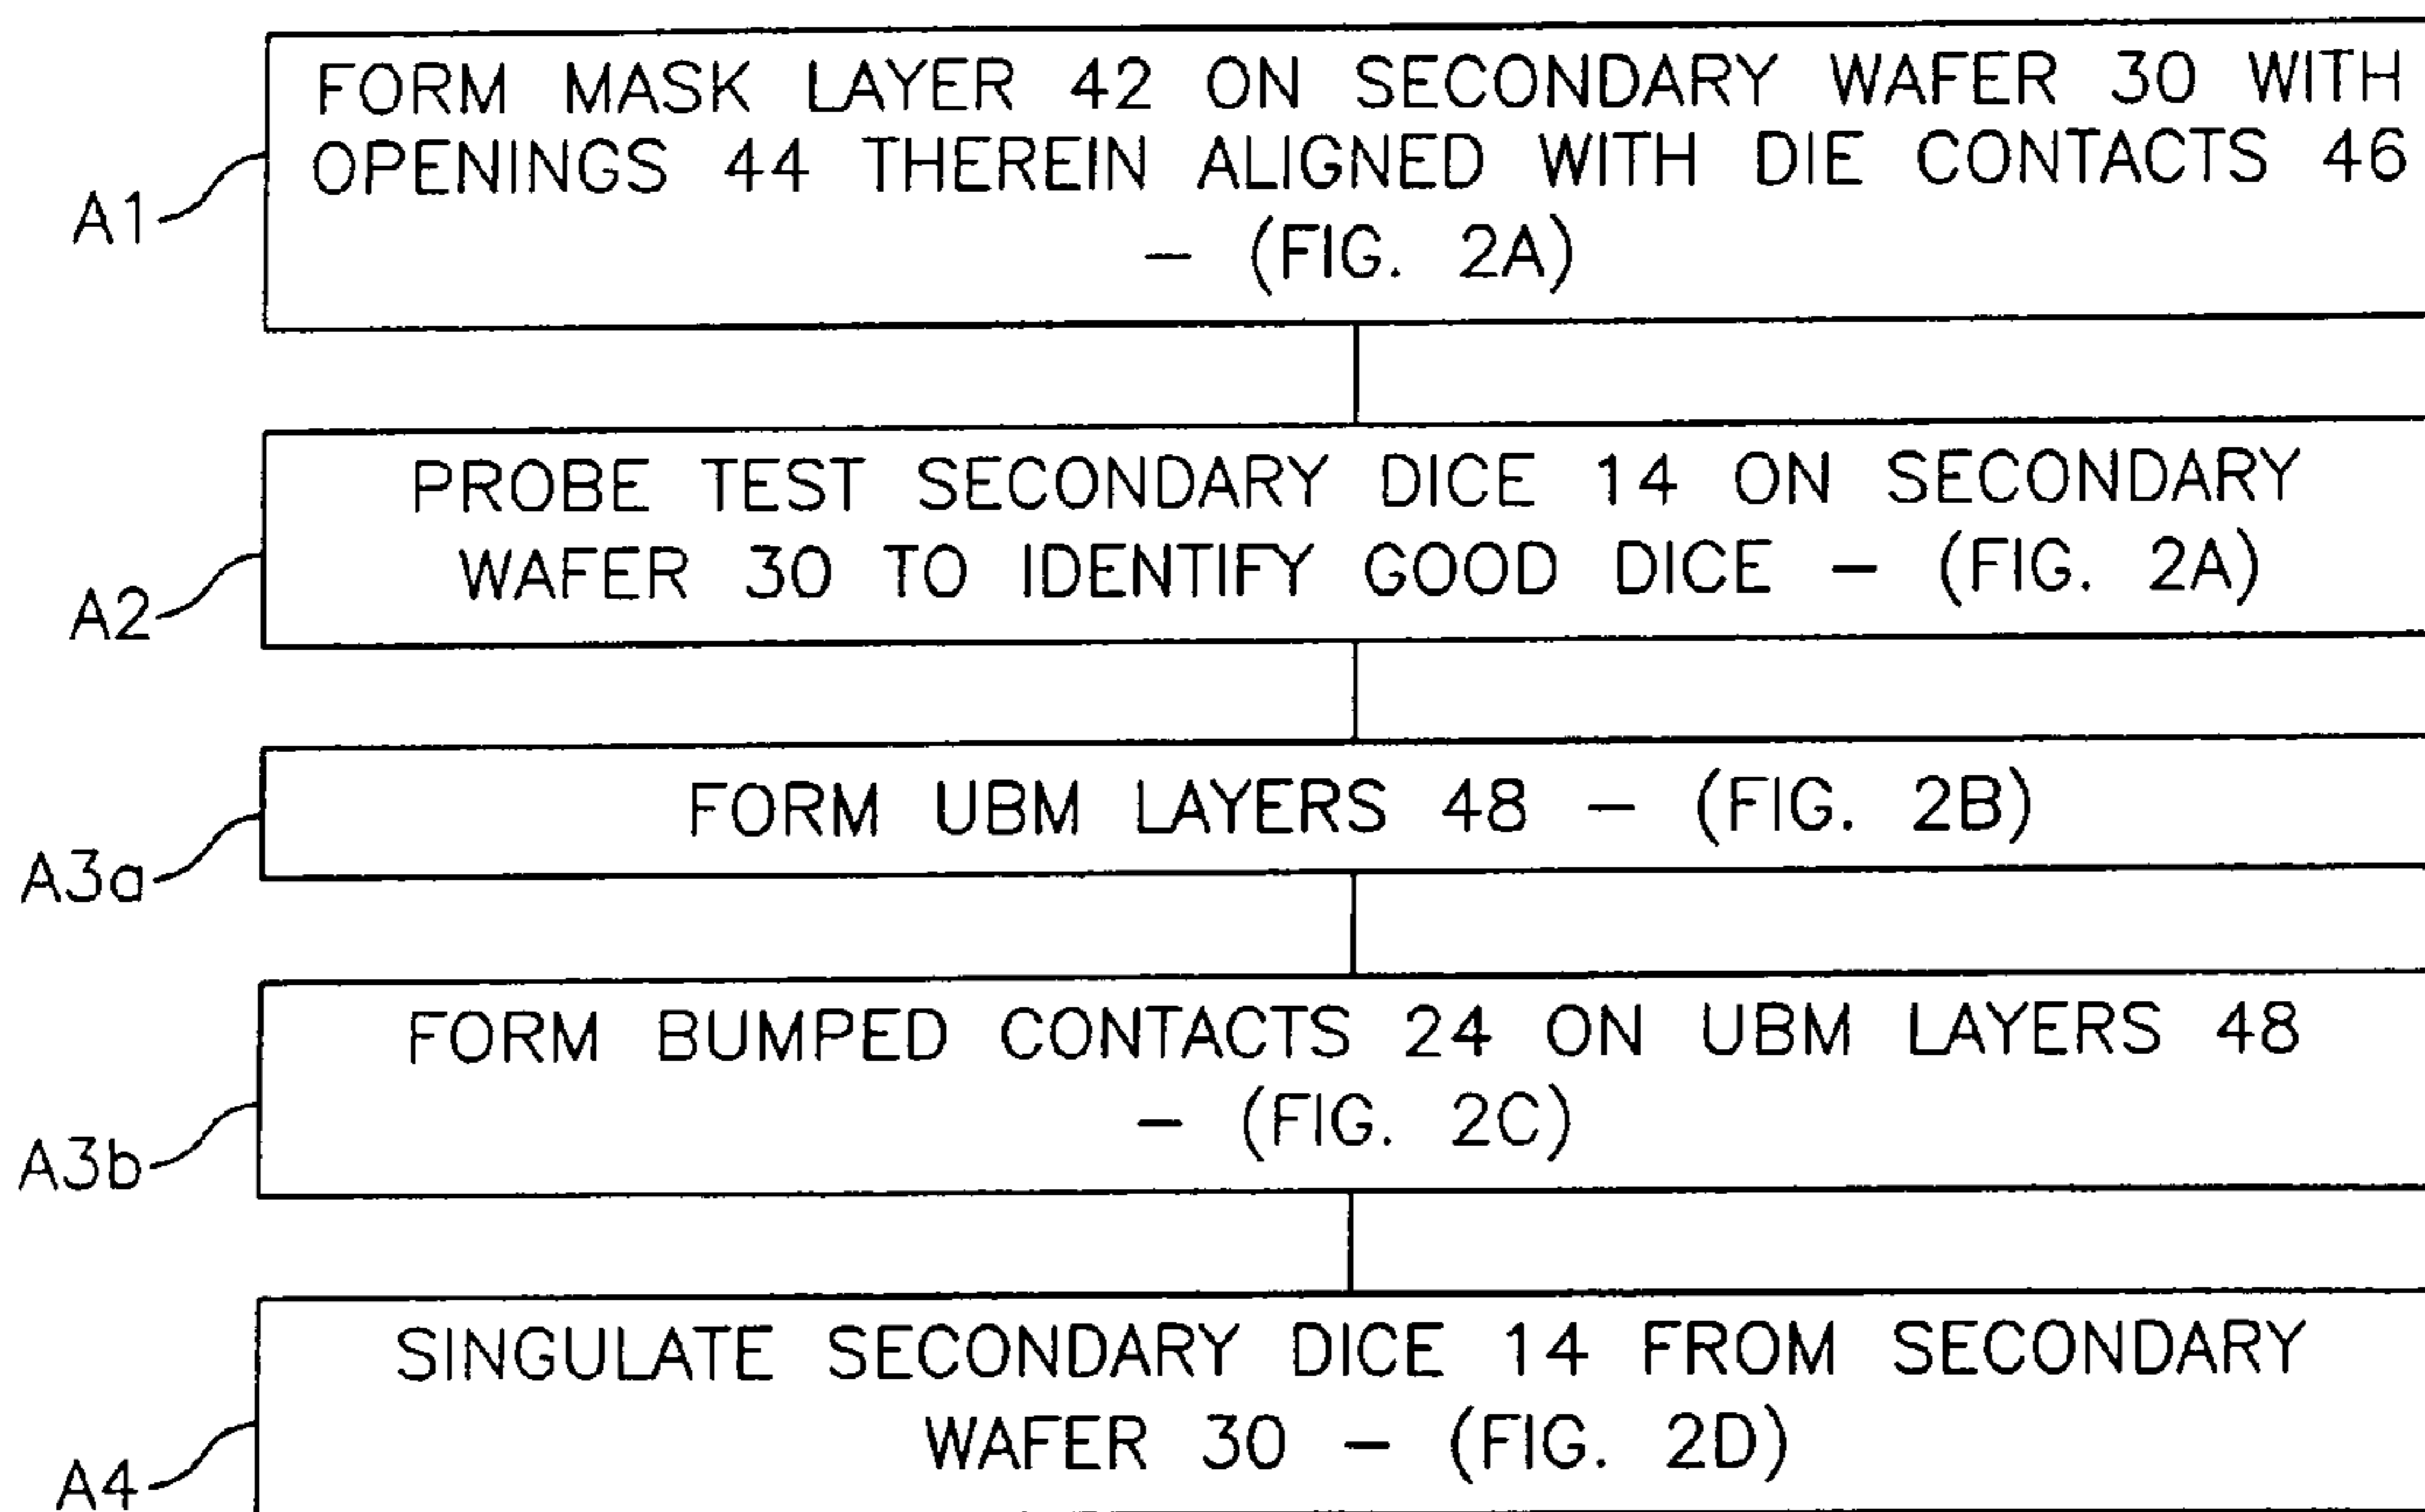 FORM MASK LAYER 42 ON SECONDARY WAFER 30 WITH
OPENINGS 44 THEREIN ALIGNED WITH DIE CONTACTS 46
– (FIG. 2A)
A1
PROBE TEST SECONDARY DICE 14 ON SECONDARY
WAFER 30 TO IDENTIFY GOOD DICE – (FIG. 2A)
A2
FORM UBM LAYERS 48 – (FIG. 2B)
A3a
FORM BUMPED CONTACTS 24 ON UBM LAYERS 48
– (FIG. 2C)
A3b
SINGULATE SECONDARY DICE 14 FROM SECONDARY
WAFER 30 – (FIG. 2D)
A4